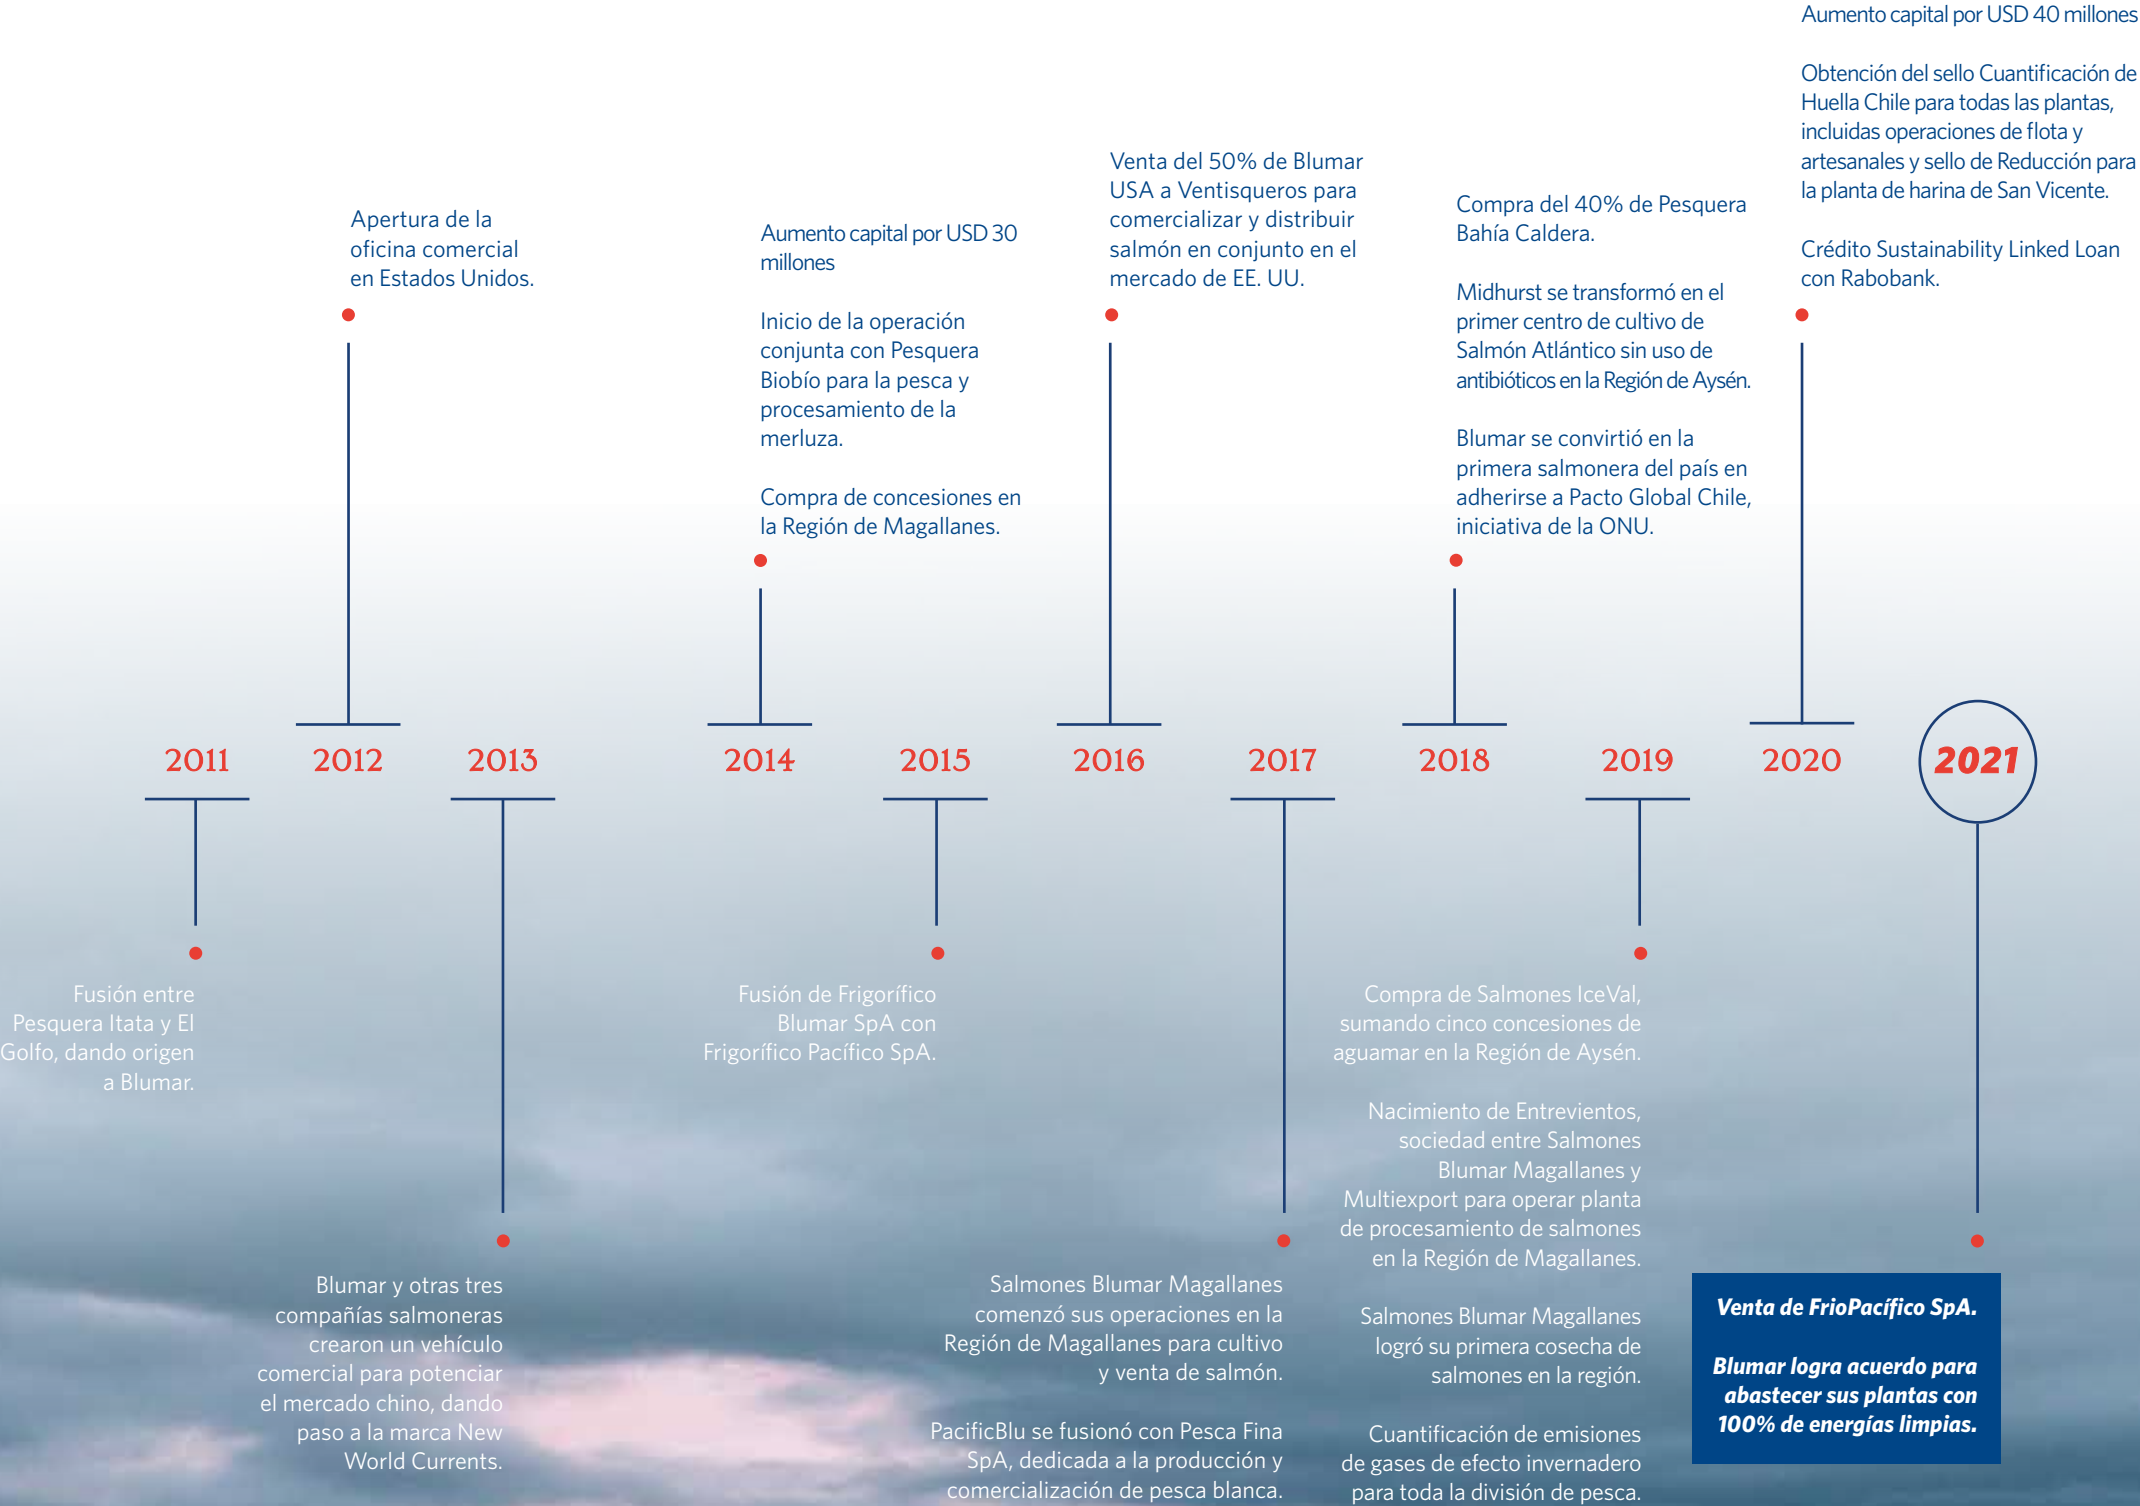 Aumento capital por USD 40 millones
Obtención del sello Cuantificación de
Huella Chile para todas las plantas,
incluidas operaciones de flota y
artesanales y sello de Reducción para
la planta de harina de San Vicente.
Crédito Sustainability Linked Loan
con Rabobank.
Venta del 50% de Blumar
USA a Ventisqueros para
comercializar y distribuir
salmón en conjunto en el
mercado de EE. UU.
Compra del 40% de Pesquera
Bahía Caldera.
Midhurst se transformó en el
primer centro de cultivo de
Salmón Atlántico sin uso de
antibióticos en la Región de Aysén.
Blumar se convirtió en la
primera salmonera del país en
adherirse a Pacto Global Chile,
iniciativa de la ONU.
Apertura de la
oficina comercial
en Estados Unidos.
Aumento capital por USD 30
millones
Inicio de la operación
conjunta con Pesquera
Biobío para la pesca y
procesamiento de la
merluza.
Compra de concesiones en
la Región de Magallanes.
2011
2012
2013
2014
2015
2016
2017
2018
2019
2020
2021
Fusión entre
Pesquera Itata y El
Golfo, dando origen
a Blumar.
Blumar y otras tres
compañías salmoneras
crearon un vehículo
comercial para potenciar
el mercado chino, dando
paso a la marca New
World Currents.
Fusión de Frigorífico
Blumar SpA con
Frigorífico Pacífico SpA.
Salmones Blumar Magallanes
comenzó sus operaciones en la
Región de Magallanes para cultivo
y venta de salmón.
PacificBlu se fusionó con Pesca Fina
SpA, dedicada a la producción y
comercialización de pesca blanca.
Compra de Salmones IceVal,
sumando cinco concesiones de
aguamar en la Región de Aysén.
Nacimiento de Entrevientos,
sociedad entre Salmones
Blumar Magallanes y
Multiexport para operar planta
de procesamiento de salmones
en la Región de Magallanes.
Salmones Blumar Magallanes
logró su primera cosecha de
salmones en la región.
Cuantificación de emisiones
de gases de efecto invernadero
para toda la división de pesca.
Venta de FrioPacífico SpA.
Blumar logra acuerdo para
abastecer sus plantas con
100% de energías limpias.